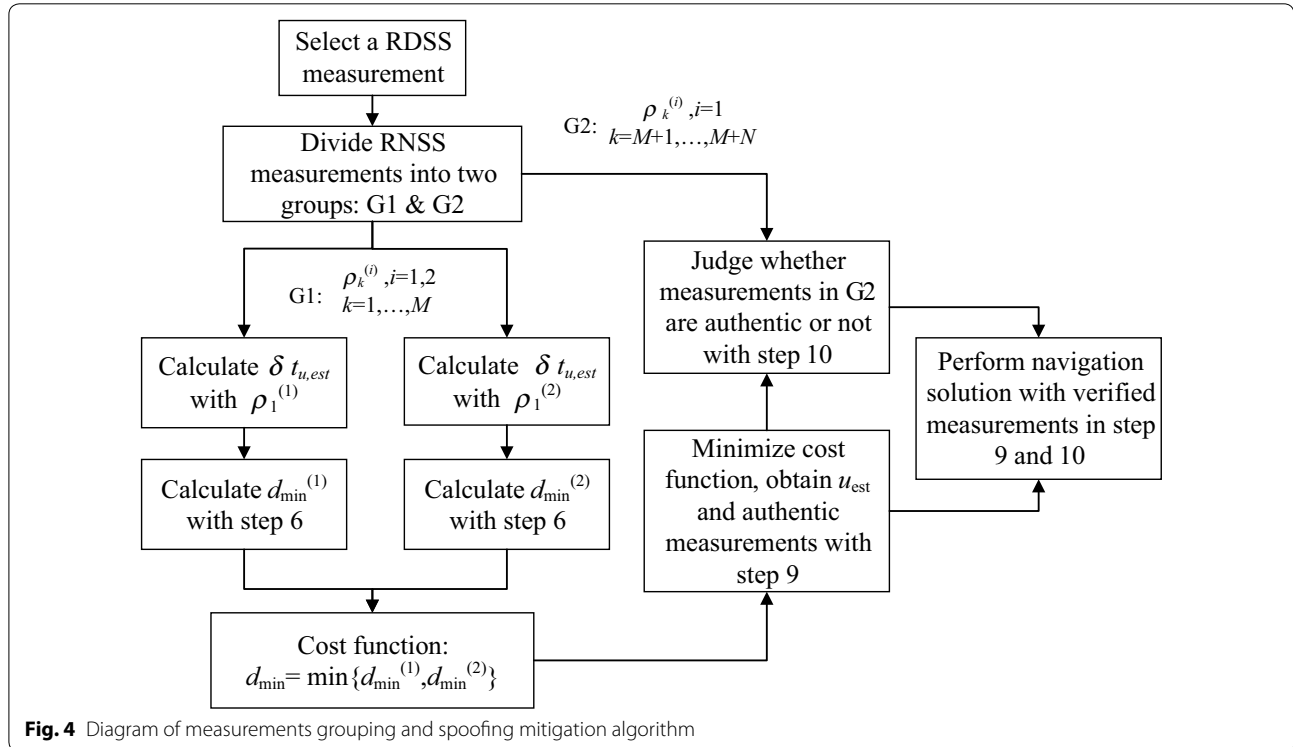 Select a RDSS
measurement
Divide RNSS
measurements into two
groups: G1 & G2
G2: ρk(i),i=1
k=M+1,…,M+N
G1: ρk(i),i=1,2
k=1,…,M
Calculate δ tu,est
with ρ1(1)
Calculate δ tu,est
with ρ1(2)
Calculate dmin(1)
with step 6
Calculate dmin(2)
with step 6
Cost function:
dmin= min{dmin(1),dmin(2)}
Judge whether
measurements in G2
are authentic or not
with step 10
Minimize cost
function, obtain uest
and authentic
measurements with
step 9
Perform navigation
solution with verified
measurements in step
9 and 10
Fig. 4 Diagram of measurements grouping and spoofing mitigation algorithm